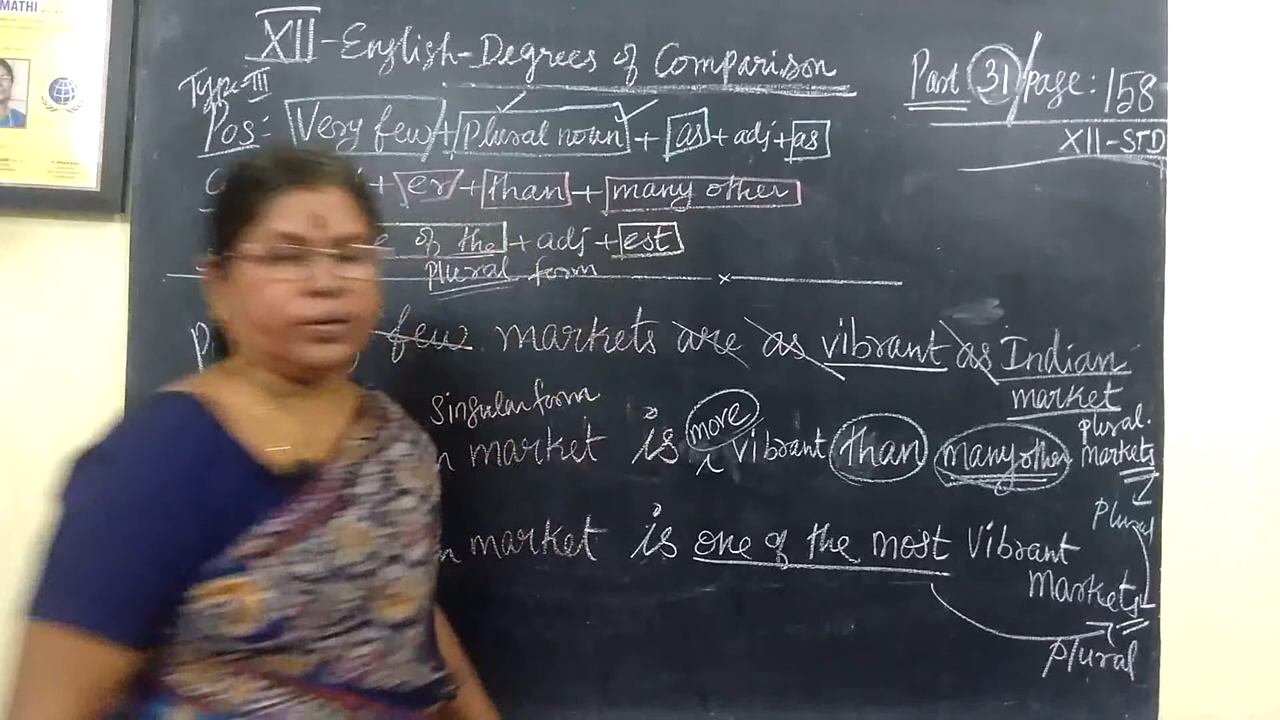 MATHI
XII-English-Degrees of Comparison
Part 31/page: 158
XII-STD
Type-III
Pos: Very few + Plural noun + as + adj + as
+ er + than + many other
of the + adj + est
Plural form
few markets are as vibrant as Indian
market
Singular form
market is more vibrant than many other markets
plural.
Plural
market is one of the most vibrant
markets
plural